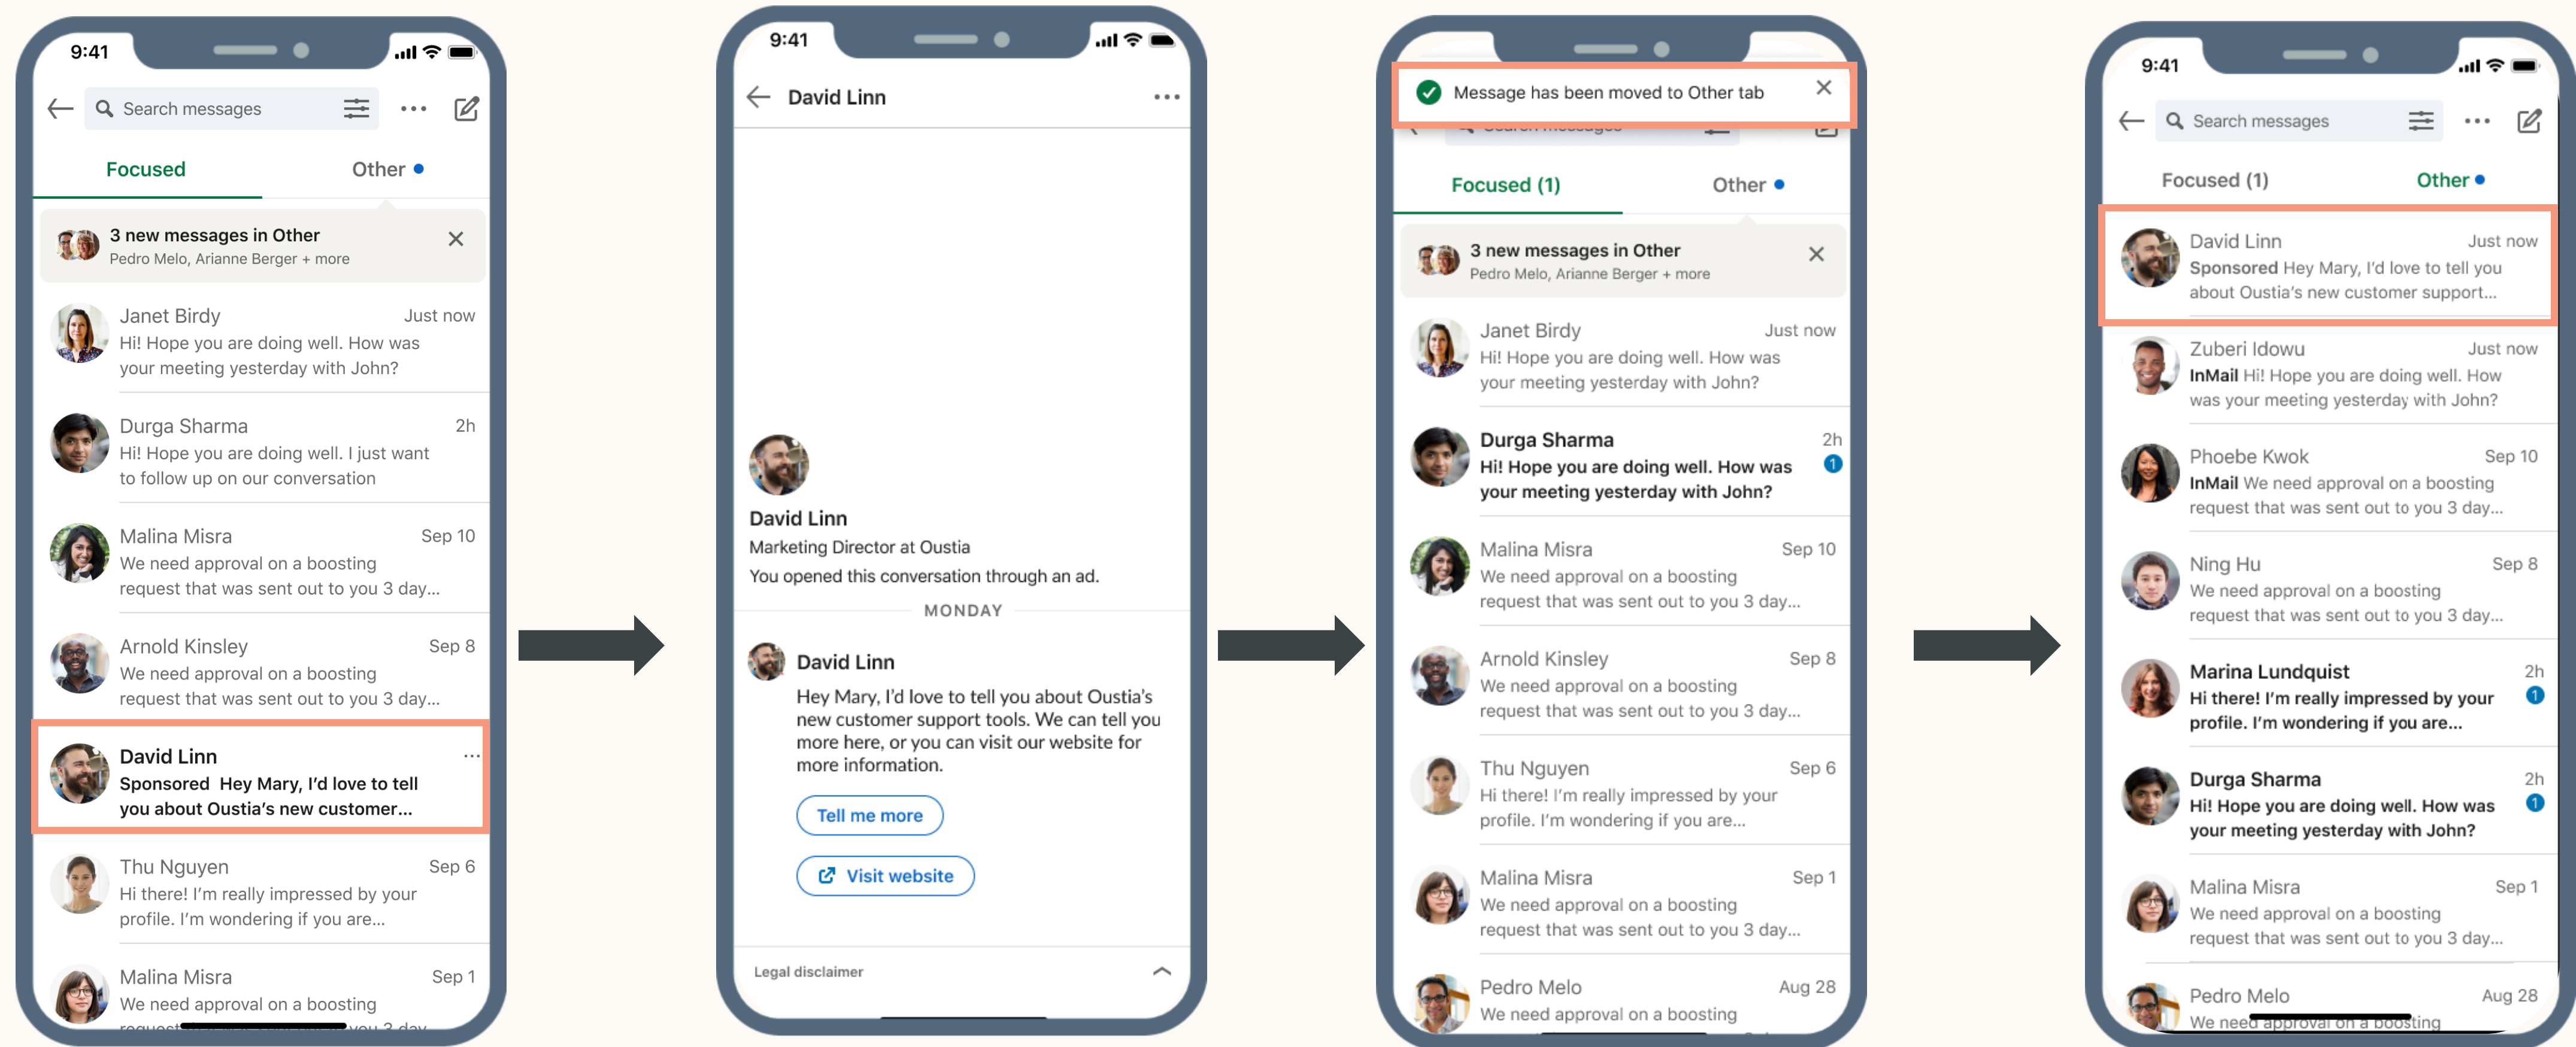 9:41
Search messages
Focused
Other
3 new messages in Other
Pedro Melo, Arianne Berger + more
Janet Birdy
Just now
Hi! Hope you are doing well. How was
your meeting yesterday with John?
Durga Sharma
2h
Hi! Hope you are doing well. I just want
to follow up on our conversation
Malina Misra
Sep 10
We need approval on a boosting
request that was sent out to you 3 day...
Arnold Kinsley
Sep 8
We need approval on a boosting
request that was sent out to you 3 day...
David Linn
Sponsored Hey Mary, I'd love to tell
you about Oustia's new customer...
Thu Nguyen
Sep 6
Hi there! I'm really impressed by your
profile. I'm wondering if you are...
Malina Misra
Sep 1
We need approval on a boosting
request you 3 day
9:41
David Linn
David Linn
Marketing Director at Oustia
You opened this conversation through an ad.
MONDAY
David Linn
Hey Mary, I'd love to tell you about Oustia's
new customer support tools. We can tell you
more here, or you can visit our website for
more information.
Tell me more
Visit website
Legal disclaimer
Message has been moved to Other tab
Search messages
Focused (1)
Other
3 new messages in Other
Pedro Melo, Arianne Berger + more
Janet Birdy
Just now
Hi! Hope you are doing well. How was
your meeting yesterday with John?
Durga Sharma
2h
Hi! Hope you are doing well. How was
1
your meeting yesterday with John?
Malina Misra
Sep 10
We need approval on a boosting
request that was sent out to you 3 day...
Arnold Kinsley
Sep 8
We need approval on a boosting
request that was sent out to you 3 day...
Thu Nguyen
Sep 6
Hi there! I'm really impressed by your
profile. I'm wondering if you are...
Malina Misra
Sep 1
We need approval on a boosting
request that was sent out to you 3 day...
Pedro Melo
Aug 28
We need approval on a boosting
9:41
Search messages
Focused (1)
Other
David Linn
Just now
Sponsored Hey Mary, I'd love to tell you
about Oustia's new customer support...
Zuberi Idowu
Just now
InMail Hi! Hope you are doing well. How
was your meeting yesterday with John?
Phoebe Kwok
Sep 10
InMail We need approval on a boosting
request that was sent out to you 3 day...
Ning Hu
Sep 8
We need approval on a boosting
request that was sent out to you 3 day...
Marina Lundquist
2h
Hi there! I'm really impressed by your
1
profile. I'm wondering if you are...
Durga Sharma
2h
Hi! Hope you are doing well. How was
1
your meeting yesterday with John?
Malina Misra
Sep 1
We need approval on a boosting
request that was sent out to you 3 day...
Pedro Melo
Aug 28
We need approval on a boosting